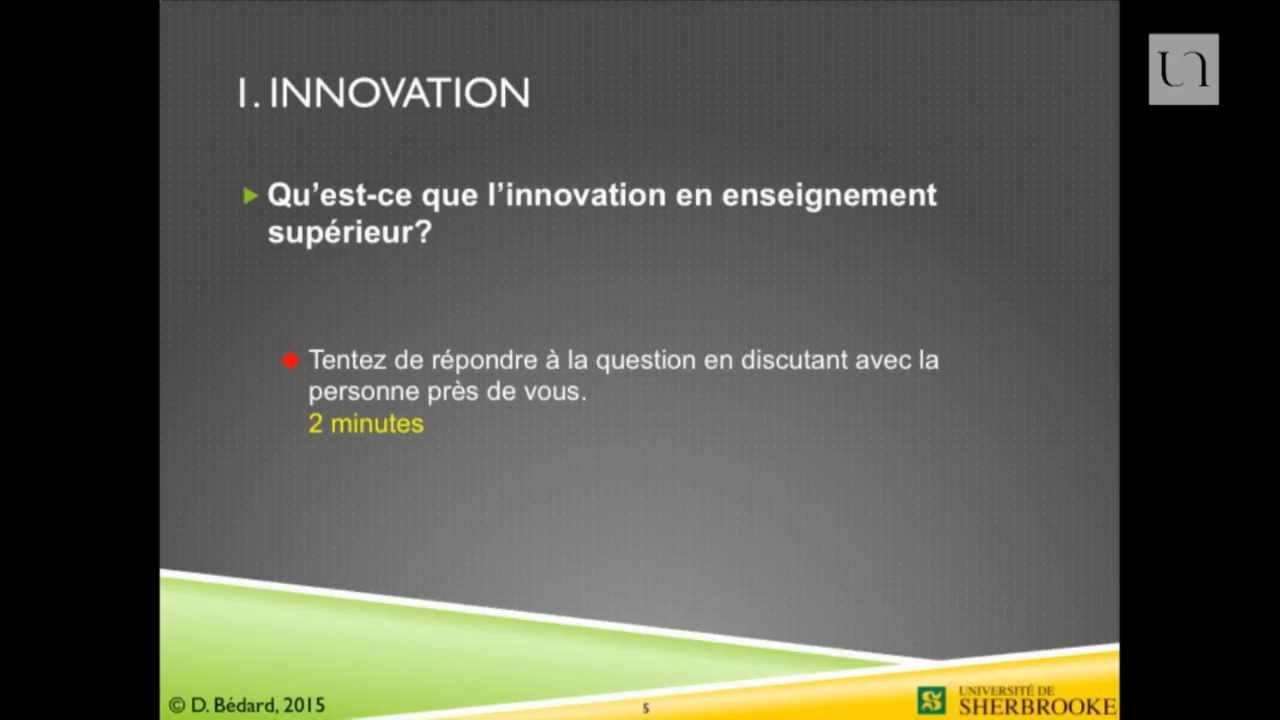 1. INNOVATION
Qu’est-ce que l’innovation en enseignement
supérieur?
Tentez de répondre à la question en discutant avec la
personne près de vous.
2 minutes
© D. Bédard, 2015
5
UNIVERSITÉ DE
SHERBROOKE